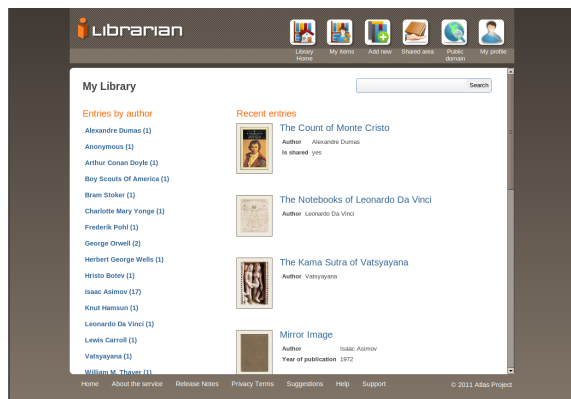 iLibrarian
Library Home
My items
Add new
Shared area
Public domain
My profile
My Library
Search
Entries by author
Alexandre Dumas (1)
Anonymous (1)
Arthur Conan Doyle (1)
Boy Scouts Of America (1)
Bram Stoker (1)
Charlotte Mary Yonge (1)
Frederik Pohl (1)
George Orwell (2)
Herbert George Wells (1)
Hristo Botev (1)
Isaac Asimov (17)
Knut Hamsun (1)
Leonardo Da Vinci (1)
Lewis Carroll (1)
Vatsyayana (1)
William M. Thayer (1)
Recent entries
The Count of Monte Cristo
Author Alexandre Dumas
Is shared yes
The Notebooks of Leonardo Da Vinci
Author Leonardo Da Vinci
The Kama Sutra of Vatsyayana
Author Vatsyayana
Mirror Image
Author Isaac Asimov
Year of publication 1972
Home About the service Release Notes Privacy Terms Suggestions Help Support © 2011 Atlas Project